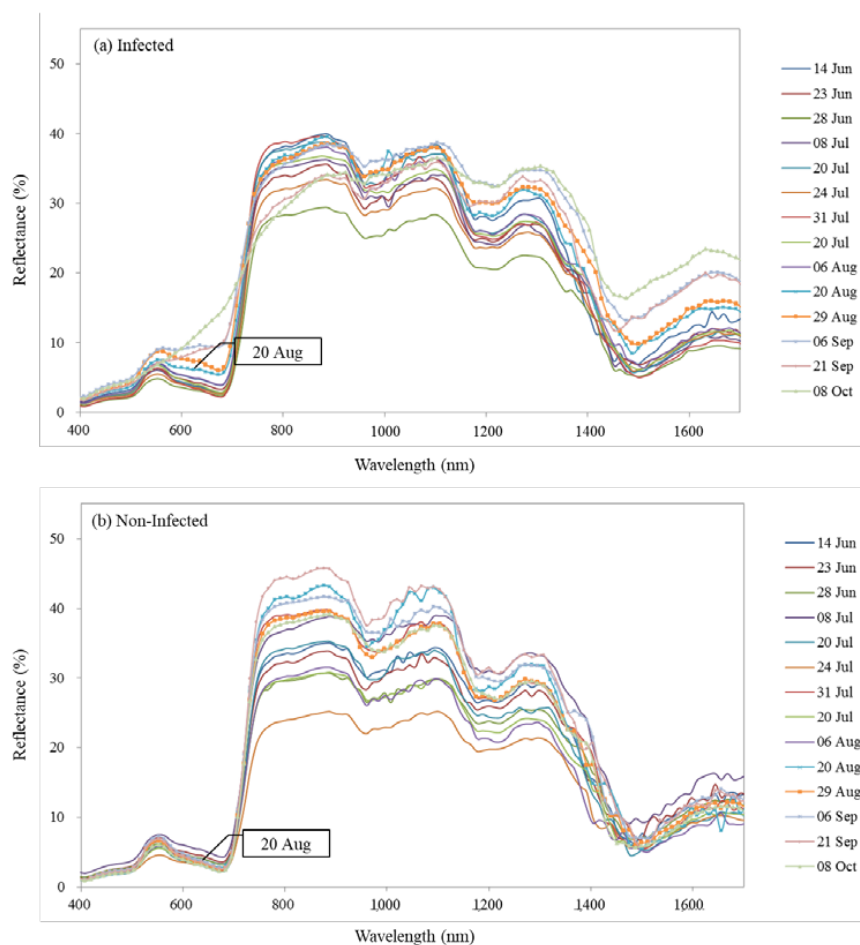 (a) Infected
50
40
30
20
10
0
Reflectance (%)
400 600 800 1000 1200 1400 1600
Wavelength (nm)
20 Aug
14 Jun
23 Jun
28 Jun
08 Jul
20 Jul
24 Jul
31 Jul
20 Jul
06 Aug
20 Aug
29 Aug
06 Sep
21 Sep
08 Oct
(b) Non-Infected
50
40
30
20
10
0
Reflectance (%)
400 600 800 1000 1200 1400 1600
Wavelength (nm)
20 Aug
14 Jun
23 Jun
28 Jun
08 Jul
20 Jul
24 Jul
31 Jul
20 Jul
06 Aug
20 Aug
29 Aug
06 Sep
21 Sep
08 Oct